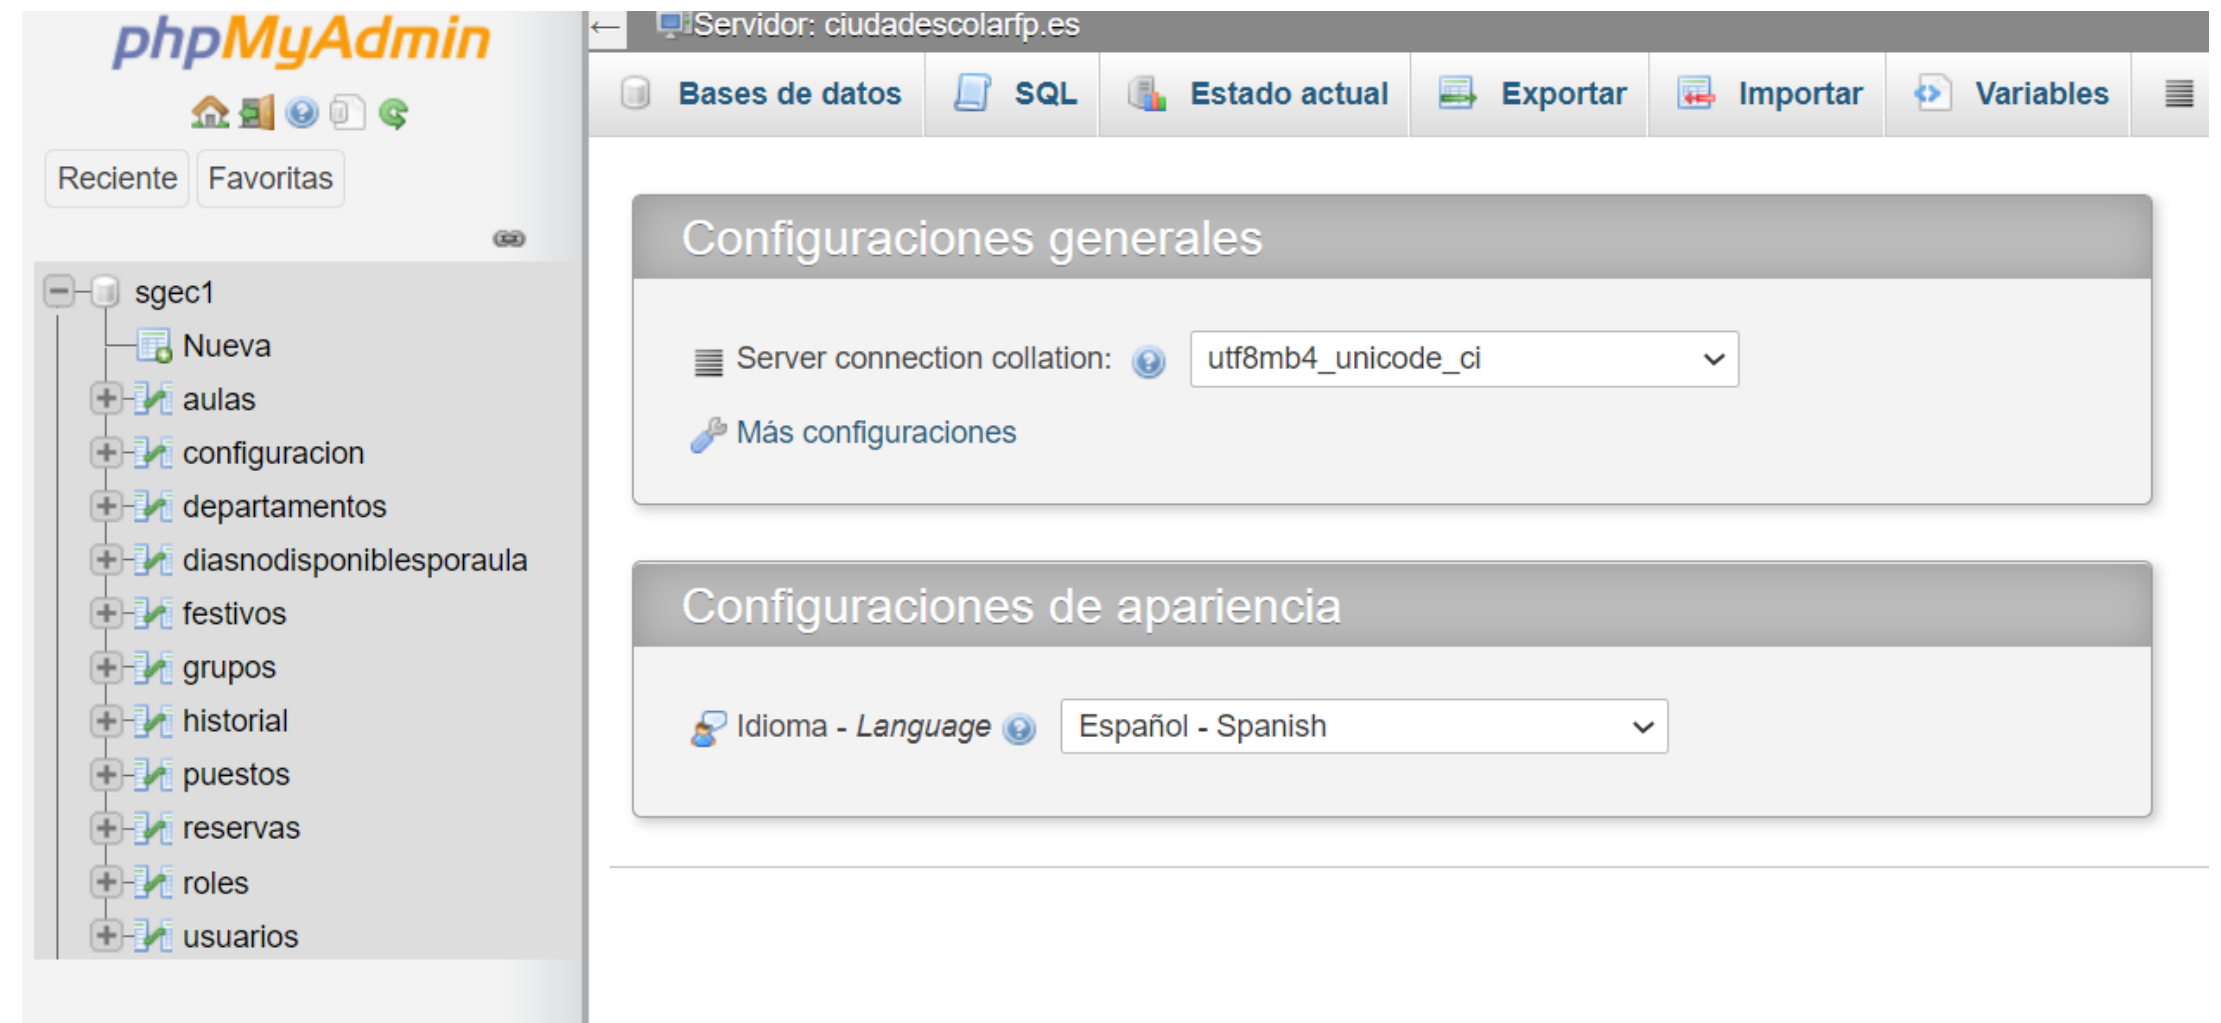 phpMyAdmin
Reciente Favoritas
sgec1
Nueva
aulas
configuracion
departamentos
diasnodisponiblesporaula
festivos
grupos
historial
puestos
reservas
roles
usuarios
← Servidor: ciudadescolarfp.es
Bases de datos SQL Estado actual Exportar Importar Variables
Configuraciones generales
Server connection collation: utf8mb4_unicode_ci
Más configuraciones
Configuraciones de apariencia
Idioma - Language Español - Spanish